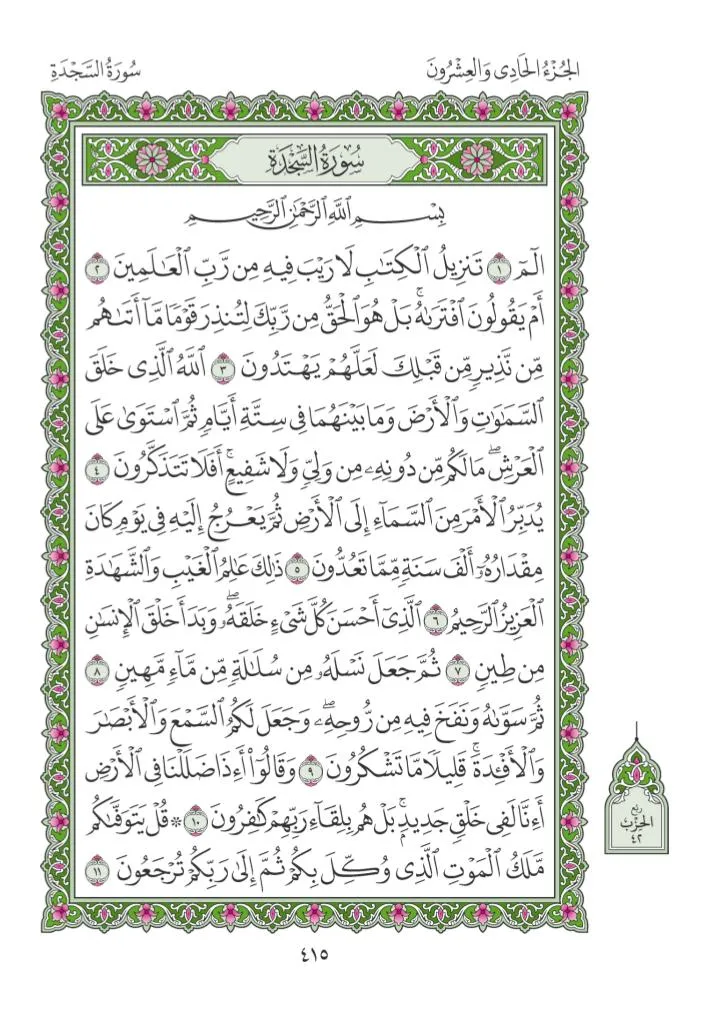 الجُزْءُ الحَادِى وَالعِشْرُونَ
سُورَةُ السَّجْدَةِ
سُورَةُ السَّجْدَةِ
بِسْمِ ٱللَّهِ ٱلرَّحْمَٰنِ ٱلرَّحِيمِ
الٓمٓ ١ تَنزِيلُ ٱلْكِتَٰبِ لَا رَيْبَ فِيهِ مِن رَّبِّ ٱلْعَٰلَمِينَ ٢
أَمْ يَقُولُونَ ٱفْتَرَىٰهُۚ بَلْ هُوَ ٱلْحَقُّ مِن رَّبِّكَ لِتُنذِرَ قَوْمًا مَّآ أَتَىٰهُم
مِّن نَّذِيرٍ مِّن قَبْلِكَ لَعَلَّهُمْ يَهْتَدُونَ ٣ ٱللَّهُ ٱلَّذِى خَلَقَ
ٱلسَّمَٰوَٰتِ وَٱلْأَرْضَ وَمَا بَيْنَهُمَا فِى سِتَّةِ أَيَّامٍ ثُمَّ ٱسْتَوَىٰ عَلَى
ٱلْعَرْشِۖ مَا لَكُم مِّن دُونِهِۦ مِن وَلِىٍّ وَلَا شَفِيعٍۚ أَفَلَا تَتَذَكَّرُونَ ٤
يُدَبِّرُ ٱلْأَمْرَ مِنَ ٱلسَّمَآءِ إِلَى ٱلْأَرْضِ ثُمَّ يَعْرُجُ إِلَيْهِ فِى يَوْمٍ كَانَ
مِقْدَارُهُۥٓ أَلْفَ سَنَةٍ مِّمَّا تَعُدُّونَ ٥ ذَٰلِكَ عَٰلِمُ ٱلْغَيْبِ وَٱلشَّهَٰدَةِ
ٱلْعَزِيزُ ٱلرَّحِيمُ ٦ ٱلَّذِىٓ أَحْسَنَ كُلَّ شَىْءٍ خَلَقَهُۥۖ وَبَدَأَ خَلْقَ ٱلْإِنسَٰنِ
مِن طِينٍ ٧ ثُمَّ جَعَلَ نَسْلَهُۥ مِن سُلَٰلَةٍ مِّن مَّآءٍ مَّهِينٍ ٨
ثُمَّ سَوَّىٰهُ وَنَفَخَ فِيهِ مِن رُّوحِهِۦۖ وَجَعَلَ لَكُمُ ٱلسَّمْعَ وَٱلْأَبْصَٰرَ
وَٱلْأَفْـِٔدَةَۚ قَلِيلًا مَّا تَشْكُرُونَ ٩ وَقَالُوٓا۟ أَءِذَا ضَلَلْنَا فِى ٱلْأَرْضِ
أَءِنَّا لَفِى خَلْقٍ جَدِيدٍۭۚ بَلْ هُم بِلِقَآءِ رَبِّهِمْ كَٰفِرُونَ ١٠ ۞ قُلْ يَتَوَفَّىٰكُم
مَّلَكُ ٱلْمَوْتِ ٱلَّذِى وُكِّلَ بِكُمْ ثُمَّ إِلَىٰ رَبِّكُمْ تُرْجَعُونَ ١١
ربع
الحِزْب
٤٢
٤١٥